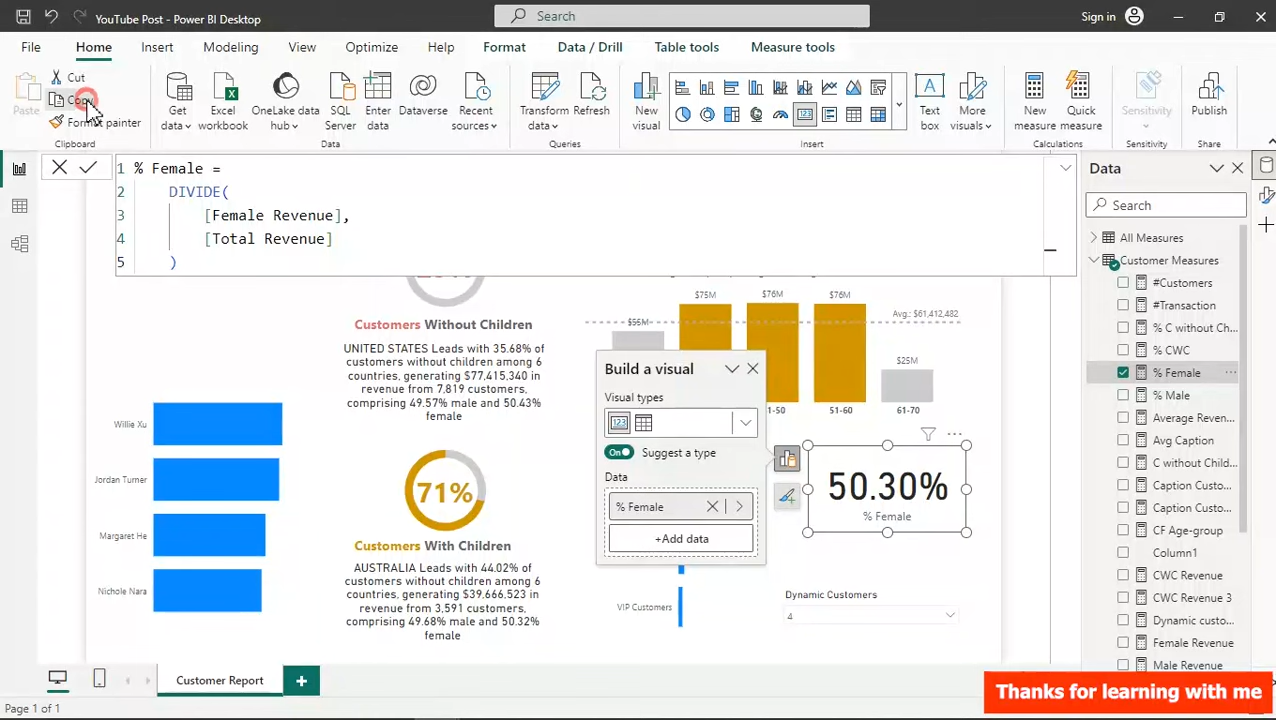 YouTube Post - Power BI Desktop
Search
Sign in
File
Home
Insert
Modeling
View
Optimize
Help
Format
Data / Drill
Table tools
Measure tools
Paste
Cut
Copy
Format painter
Clipboard
Get data
Excel workbook
OneLake data hub
SQL Server
Enter data
Dataverse
Recent sources
Data
Transform data
Refresh
Queries
New visual
Text box
More visuals
Insert
New measure
Quick measure
Calculations
Sensitivity
Sensitivity
Publish
Share
1 % Female =
2 DIVIDE(
3 [Female Revenue],
4 [Total Revenue]
5 )
Customers Without Children
UNITED STATES Leads with 35.68% of
customers without children among 6
countries, generating $77,415,340 in
revenue from 7,819 customers,
comprising 49.57% male and 50.43%
female
71%
Customers With Children
AUSTRALIA Leads with 44.02% of
customers without children among 6
countries, generating $39,666,523 in
revenue from 3,591 customers,
comprising 49.68% male and 50.32%
female
Willie Xu
Jordan Turner
Margaret He
Nichole Nara
$55M
$75M
$76M
$76M
$25M
Avg.: $61,412,482
1-50
51-60
61-70
Build a visual
Visual types
On
Suggest a type
Data
% Female
+Add data
50.30%
% Female
VIP Customers
Dynamic Customers
4
Data
Search
All Measures
Customer Measures
#Customers
#Transaction
% C without Ch...
% CWC
% Female
% Male
Average Reven...
Avg Caption
C without Child...
Caption Custo...
Caption Custo...
CF Age-group
Column1
CWC Revenue
CWC Revenue 3
Dynamic custo...
Female Revenue
Male Revenue
Customer Report
Page 1 of 1
Thanks for learning with me